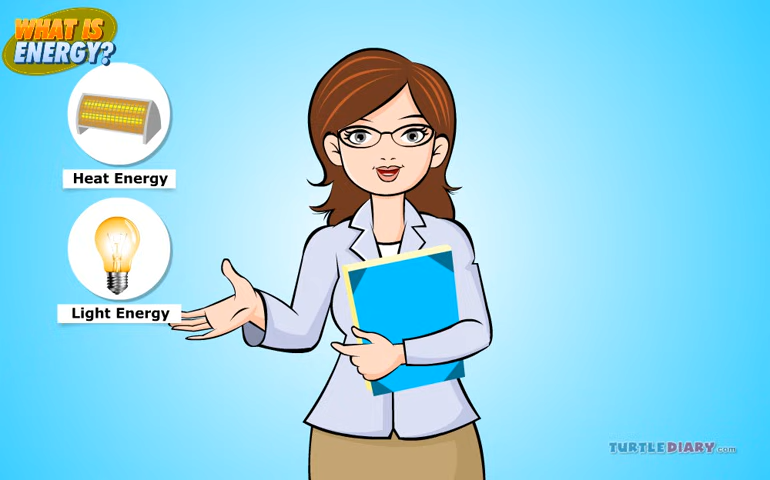 WHAT IS
ENERGY?
Heat Energy
Light Energy
TURTLEDIARY.com